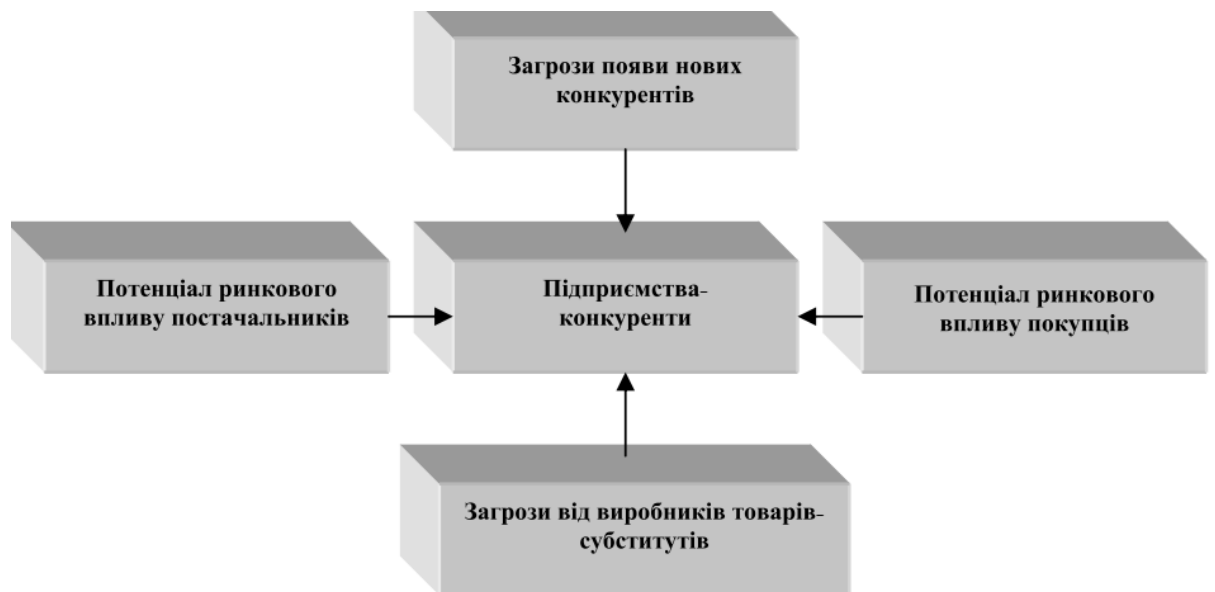 Загрози появи нових
конкурентів
Потенціал ринкового
впливу постачальників
Підприємства-
конкуренти
Потенціал ринкового
впливу покупців
Загрози від виробників товарів-
субститутів